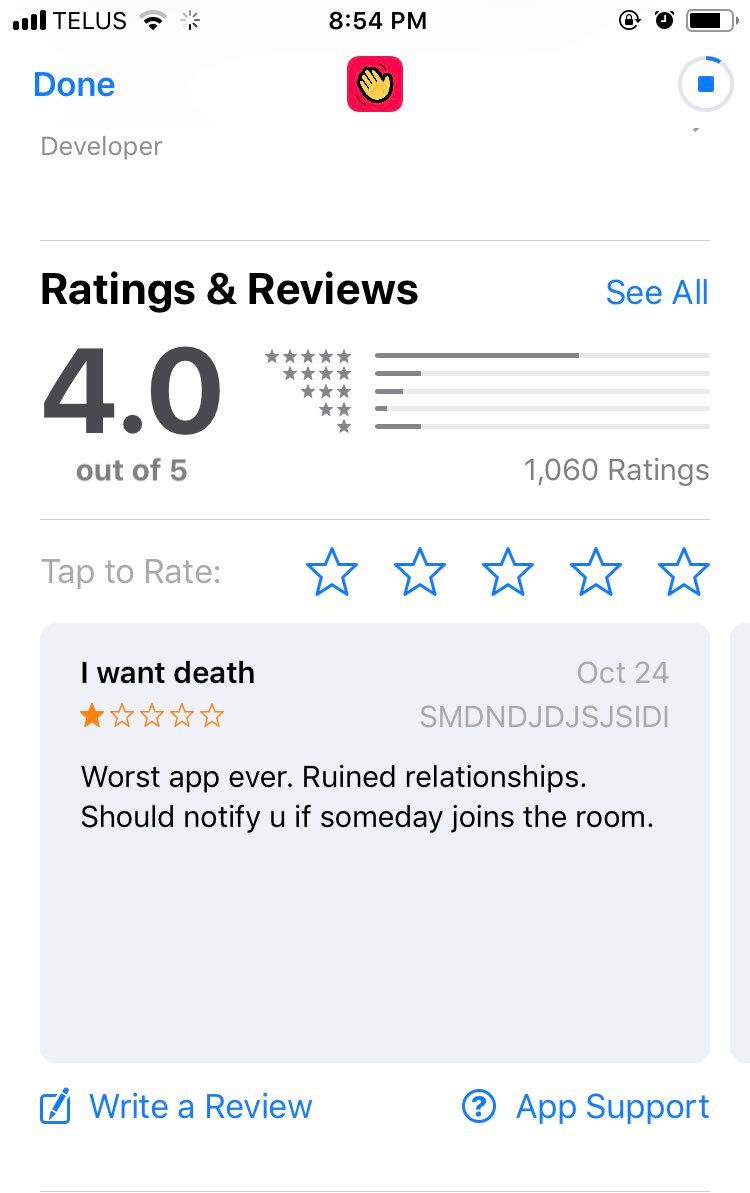 TELUS 8:54 PM
Done
Developer
Ratings & Reviews See All
4.0
out of 5 1,060 Ratings
Tap to Rate:
I want death Oct 24
SMDNDJDJSJSIDI
Worst app ever. Ruined relationships.
Should notify u if someday joins the room.
Write a Review App Support